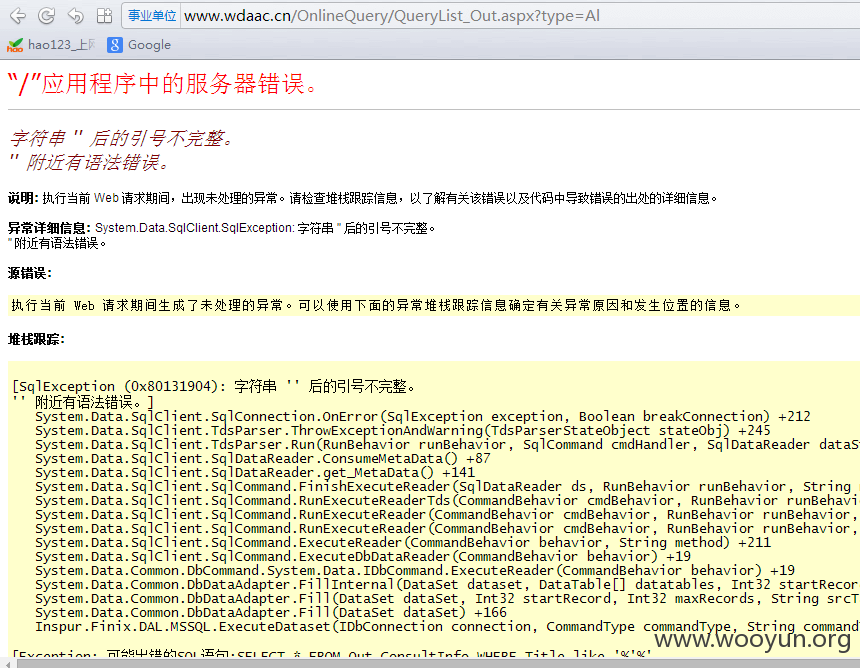 事业单位 www.wdaac.cn/OnlineQuery/QueryList_Out.aspx?type=Al
hao123_上网 Google
“/”应用程序中的服务器错误。
字符串 '' 后的引号不完整。
'' 附近有语法错误。
说明: 执行当前 Web 请求期间，出现未处理的异常。请检查堆栈跟踪信息，以了解有关该错误以及代码中导致错误的出处的详细信息。
异常详细信息: System.Data.SqlClient.SqlException: 字符串 '' 后的引号不完整。
'' 附近有语法错误。
源错误:
执行当前 Web 请求期间生成了未处理的异常。可以使用下面的异常堆栈跟踪信息确定有关异常原因和发生位置的信息。
堆栈跟踪:
[SqlException (0x80131904): 字符串 '' 后的引号不完整。
'' 附近有语法错误。]
System.Data.SqlClient.SqlConnection.OnError(SqlException exception, Boolean breakConnection) +212
System.Data.SqlClient.TdsParser.ThrowExceptionAndWarning(TdsParserStateObject stateObj) +245
System.Data.SqlClient.TdsParser.Run(RunBehavior runBehavior, SqlCommand cmdHandler, SqlDataReader dataS
System.Data.SqlClient.SqlDataReader.ConsumeMetaData() +87
System.Data.SqlClient.SqlDataReader.get_MetaData() +141
System.Data.SqlClient.SqlCommand.FinishExecuteReader(SqlDataReader ds, RunBehavior runBehavior, String
System.Data.SqlClient.SqlCommand.RunExecuteReaderTds(CommandBehavior cmdBehavior, RunBehavior runBehavi
System.Data.SqlClient.SqlCommand.RunExecuteReader(CommandBehavior cmdBehavior, RunBehavior runBehavior,
System.Data.SqlClient.SqlCommand.RunExecuteReader(CommandBehavior cmdBehavior, RunBehavior runBehavior,
System.Data.SqlClient.SqlCommand.ExecuteReader(CommandBehavior behavior, String method) +211
System.Data.SqlClient.SqlCommand.ExecuteDbDataReader(CommandBehavior behavior) +19
System.Data.Common.DbCommand.System.Data.IDbCommand.ExecuteReader(CommandBehavior behavior) +19
System.Data.Common.DbDataAdapter.FillInternal(DataSet dataset, DataTable[] datatables, Int32 startRecor
System.Data.Common.DbDataAdapter.Fill(DataSet dataSet, Int32 startRecord, Int32 maxRecords, String srcT
System.Data.Common.DbDataAdapter.Fill(DataSet dataSet) +166
Inspur.Finix.DAL.MSSQL.ExecuteDataset(IDbConnection connection, CommandType commandType, String command
www.wooyun.org
[Exception: 可能出错的SQL语句:SELECT * FROM Out_ConsultInfo WHERE Title like '%'%'